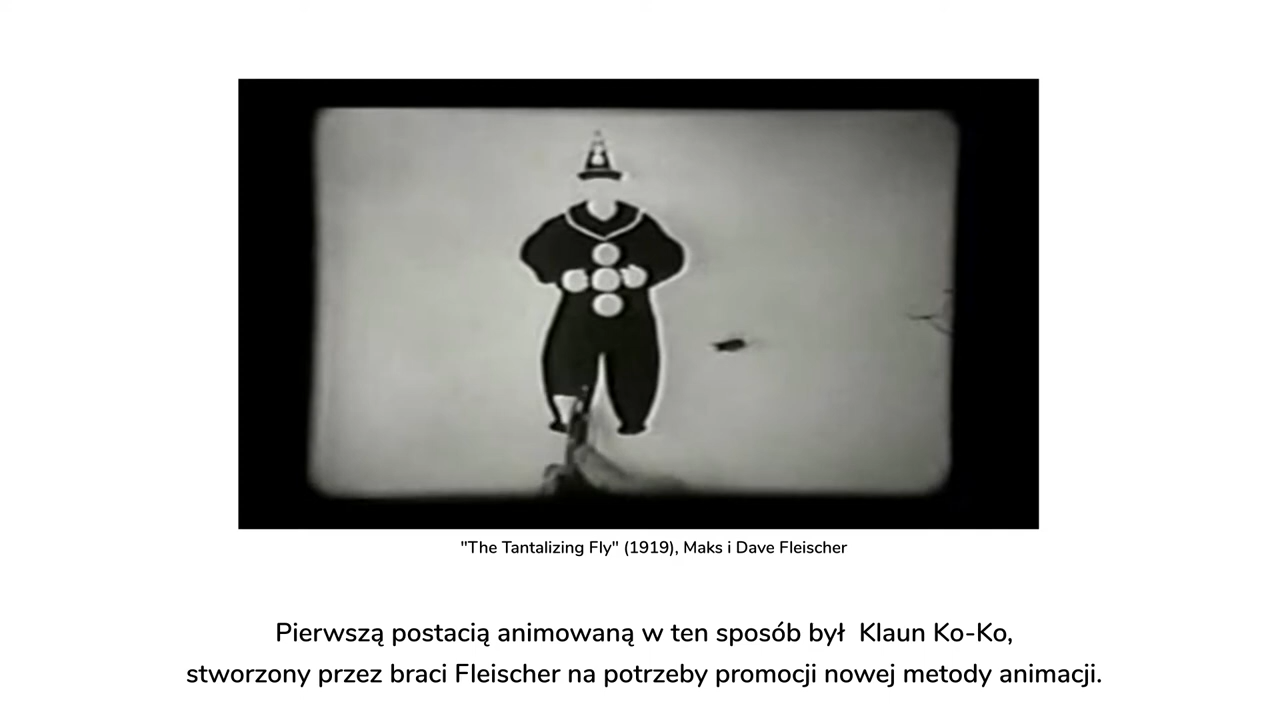 "The Tantalizing Fly" (1919), Maks i Dave Fleischer
Pierwszą postacią animowaną w ten sposób był  Klaun Ko-Ko,
stworzony przez braci Fleischer na potrzeby promocji nowej metody animacji.